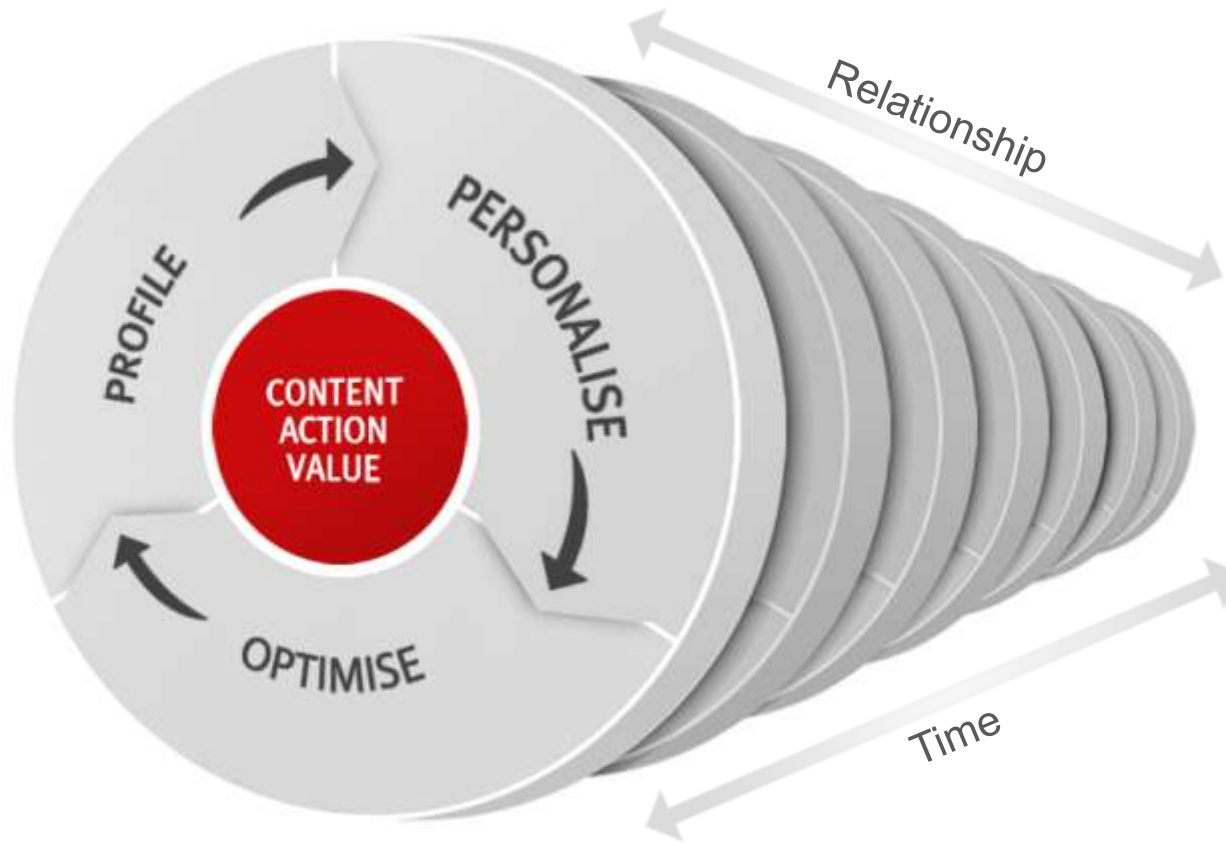 Relationship
PROFILE
PERSONALISE
CONTENT
ACTION
VALUE
OPTIMISE
Time